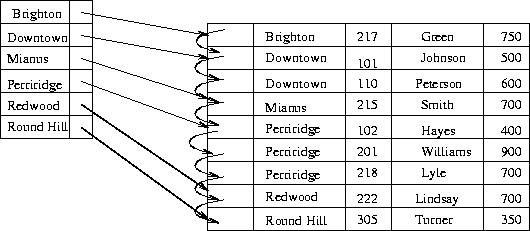 Brighton
Downtown
Mianus
Perriridge
Redwood
Round Hill
Brighton 217 Green 750
Downtown 101 Johnson 500
Downtown 110 Peterson 600
Mianus 215 Smith 700
Perriridge 102 Hayes 400
Perriridge 201 Williams 900
Perriridge 218 Lyle 700
Redwood 222 Lindsay 700
Round Hill 305 Turner 350